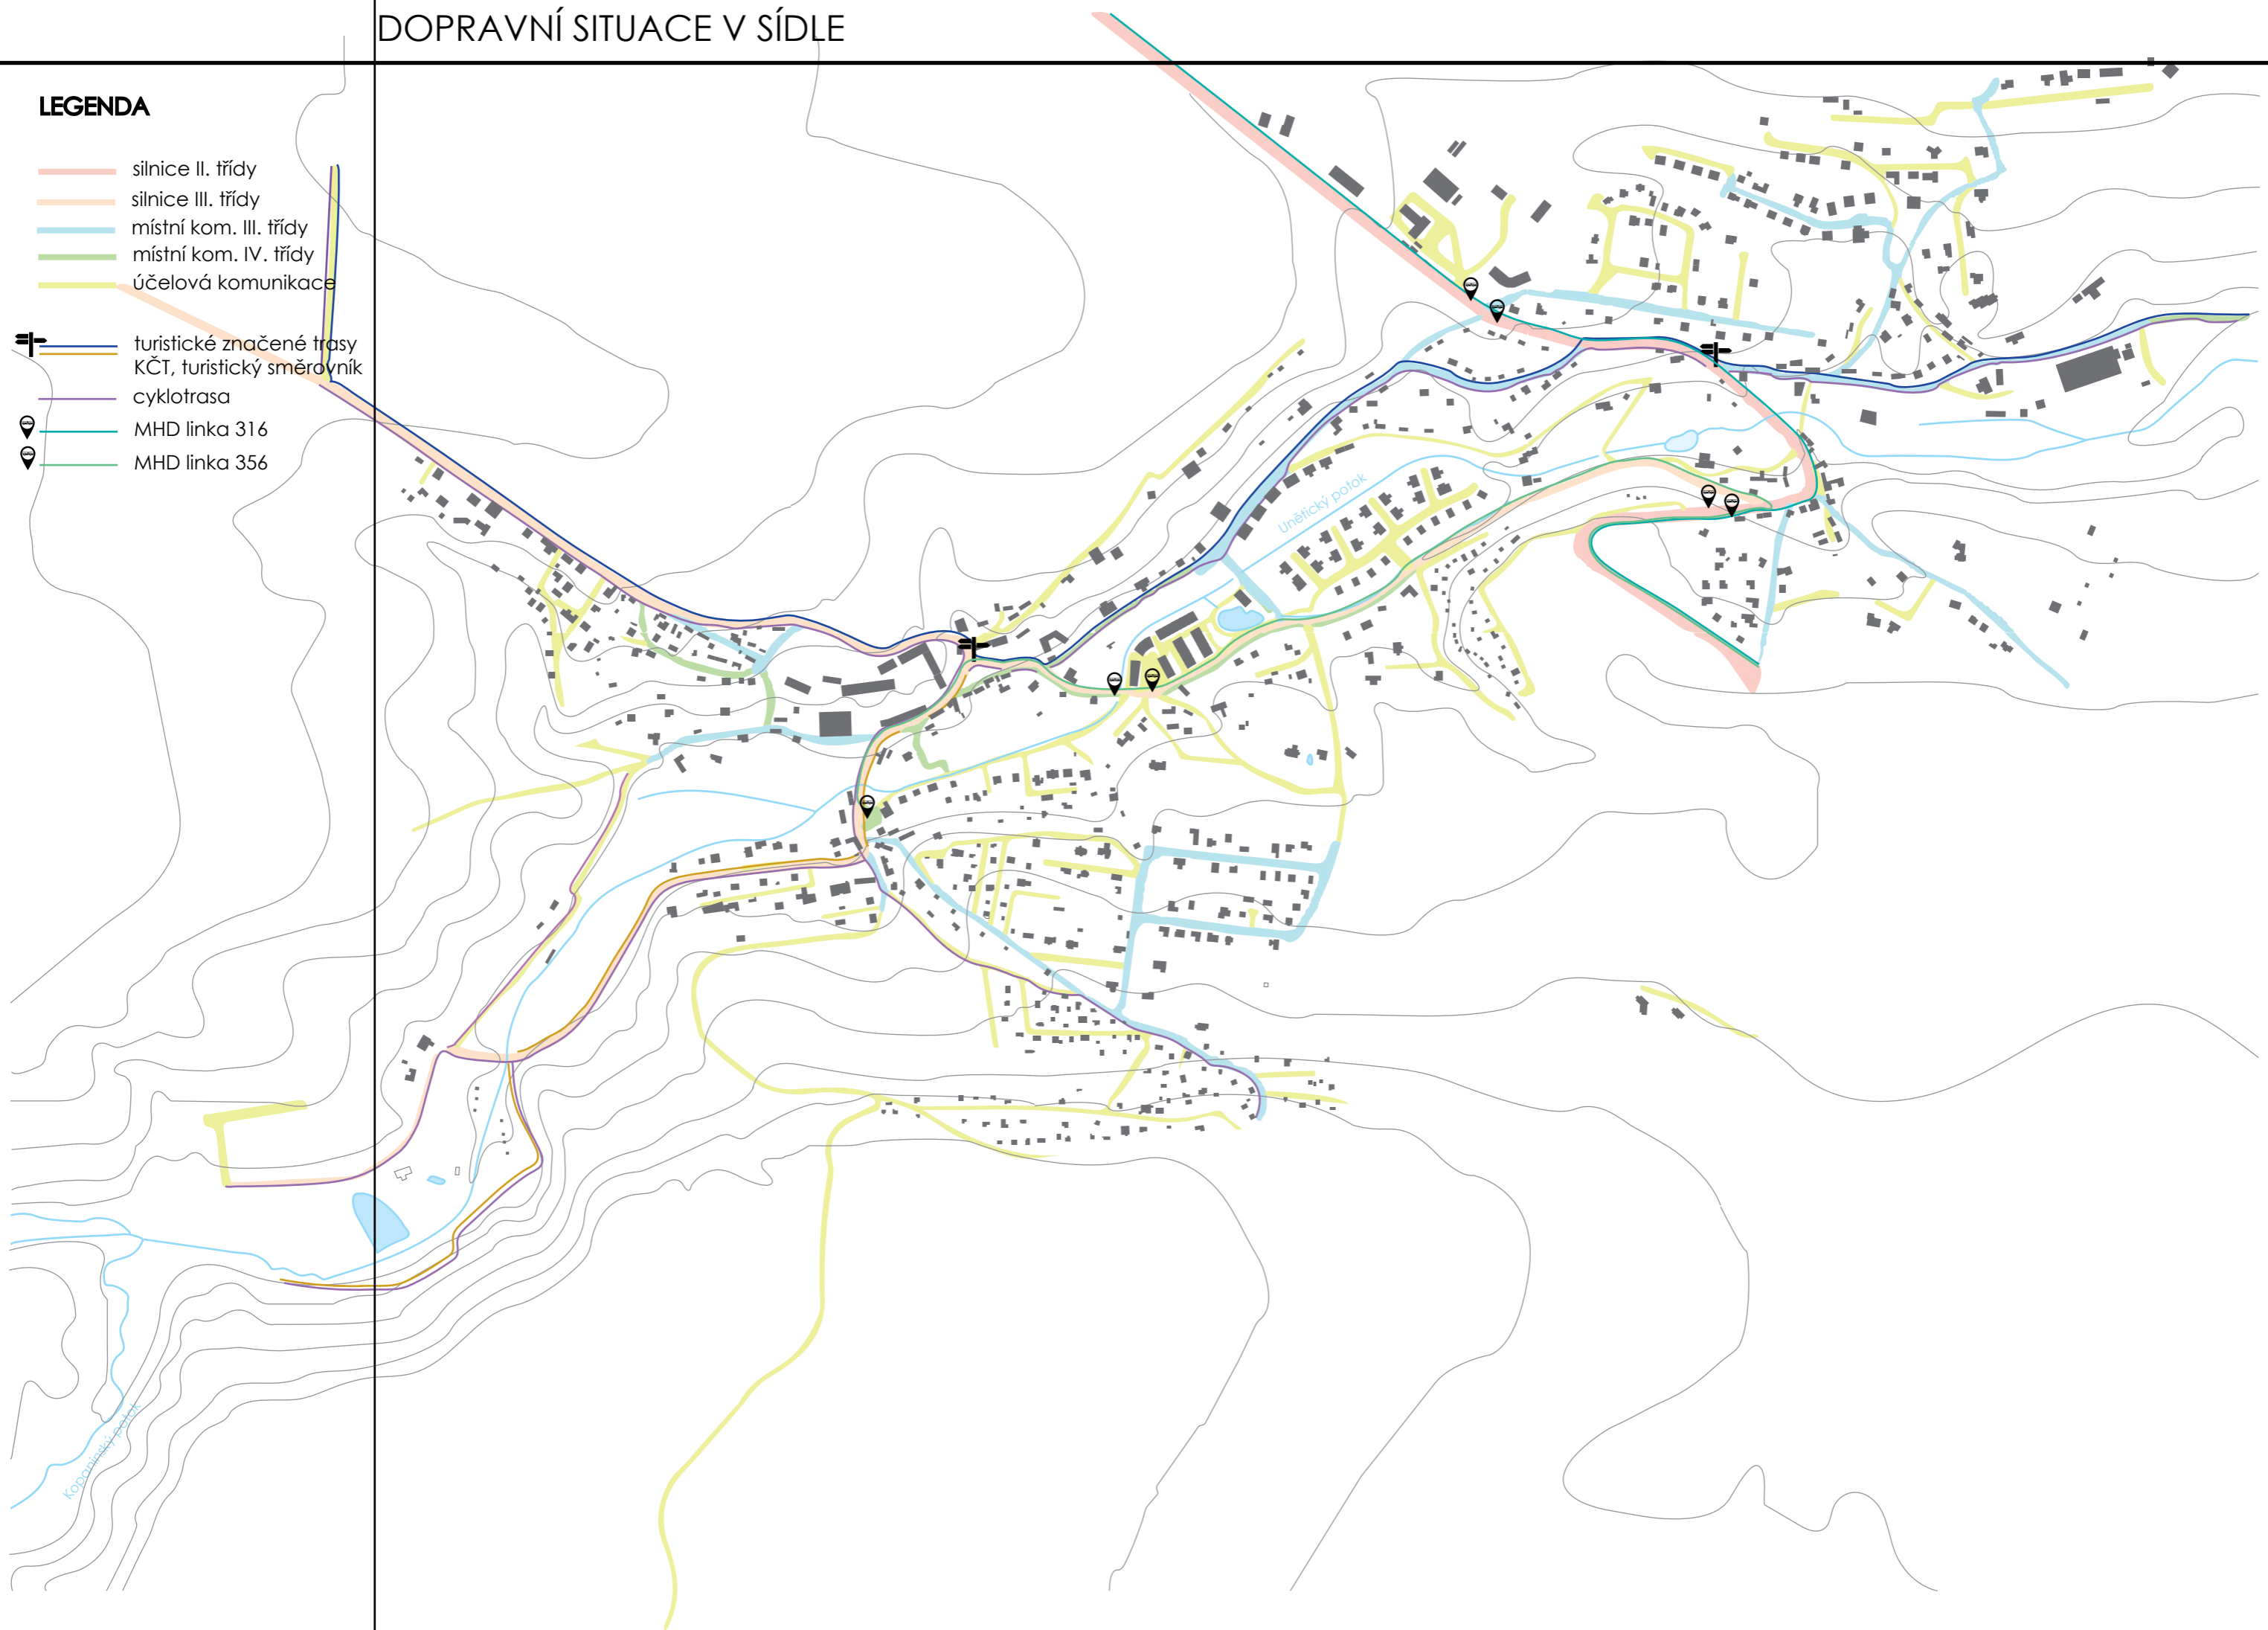 DOPRAVNÍ SITUACE V SÍDLE
LEGENDA
silnice II. třídy
silnice III. třídy
místní kom. III. třídy
místní kom. IV. třídy
účelová komunikace
turistické značené trasy
KČT, turistický směrovník
cyklotrasa
MHD linka 316
MHD linka 356
Unětický potok
Kopaninský potok